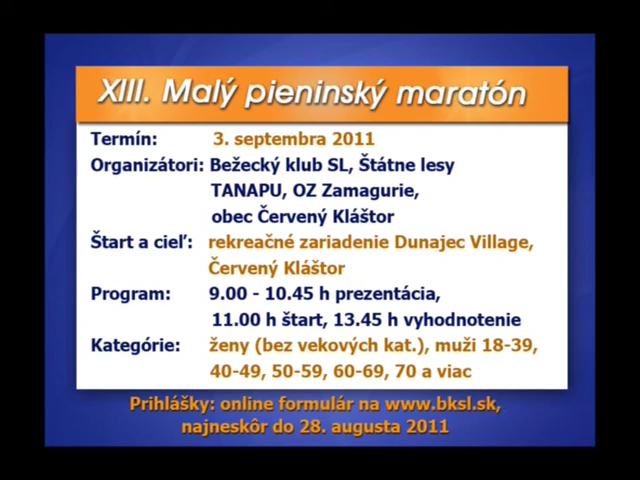 XIII. Malý pieninský maratón
Termín: 3. septembra 2011
Organizátori: Bežecký klub SL, Štátne lesy
TANAPU, OZ Zamagurie,
obec Červený Kláštor
Štart a cieľ: rekreačné zariadenie Dunajec Village,
Červený Kláštor
Program: 9.00 - 10.45 h prezentácia,
11.00 h štart, 13.45 h vyhodnotenie
Kategórie: ženy (bez vekových kat.), muži 18-39,
40-49, 50-59, 60-69, 70 a viac
Prihlášky: online formulár na www.bksl.sk,
najneskôr do 28. augusta 2011